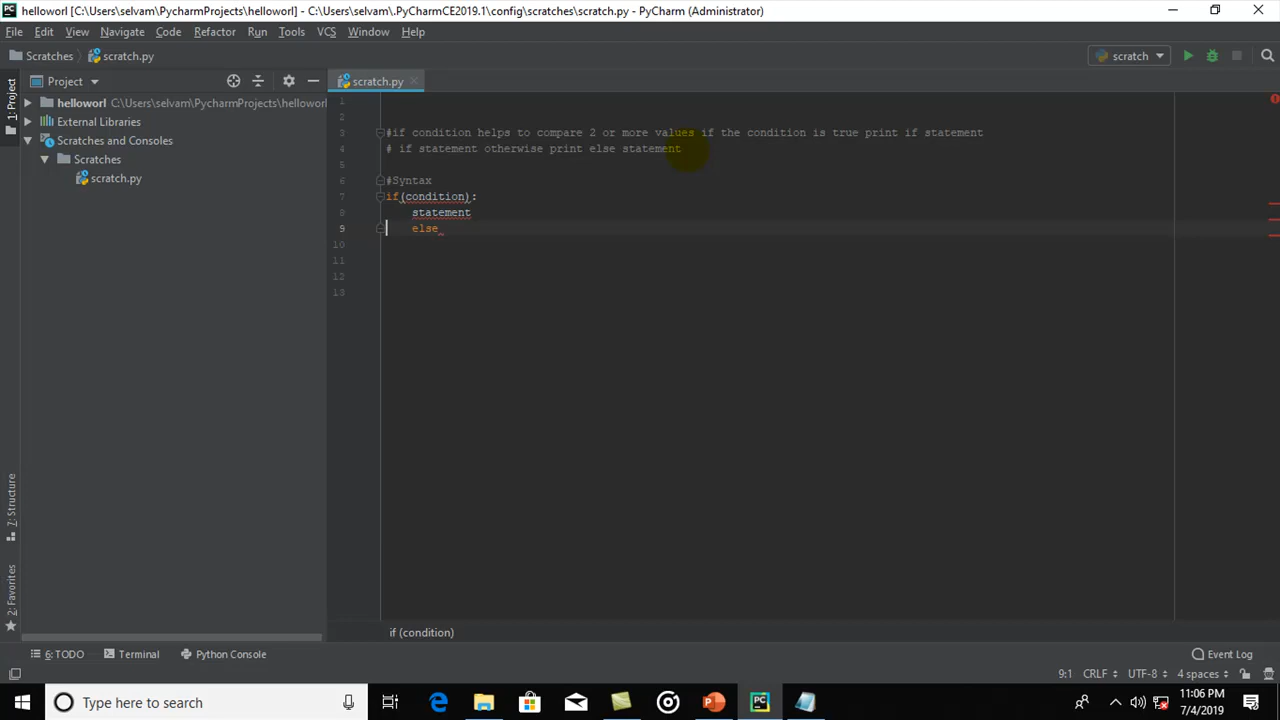 helloworl [C:\Users\selvam\PycharmProjects\helloworl] - C:\Users\selvam\.PyCharmCE2019.1\config\scratches\scratch.py - PyCharm (Administrator)
File Edit View Navigate Code Refactor Run Tools VCS Window Help
Scratches scratch.py scratch
1: Project
Project scratch.py
helloworl C:\Users\selvam\PycharmProjects\hellowor
External Libraries
Scratches and Consoles
Scratches
scratch.py
1
2
3 #if condition helps to compare 2 or more values if the condition is true print if statement
4 # if statement otherwise print else statement
5
6 #Syntax
7 if(condition):
8 statement
9 else
10
11
12
13
7: Structure
2: Favorites
if (condition)
6: TODO Terminal Python Console Event Log
9:1 CRLF UTF-8 4 spaces
Type here to search
11:06 PM
7/4/2019